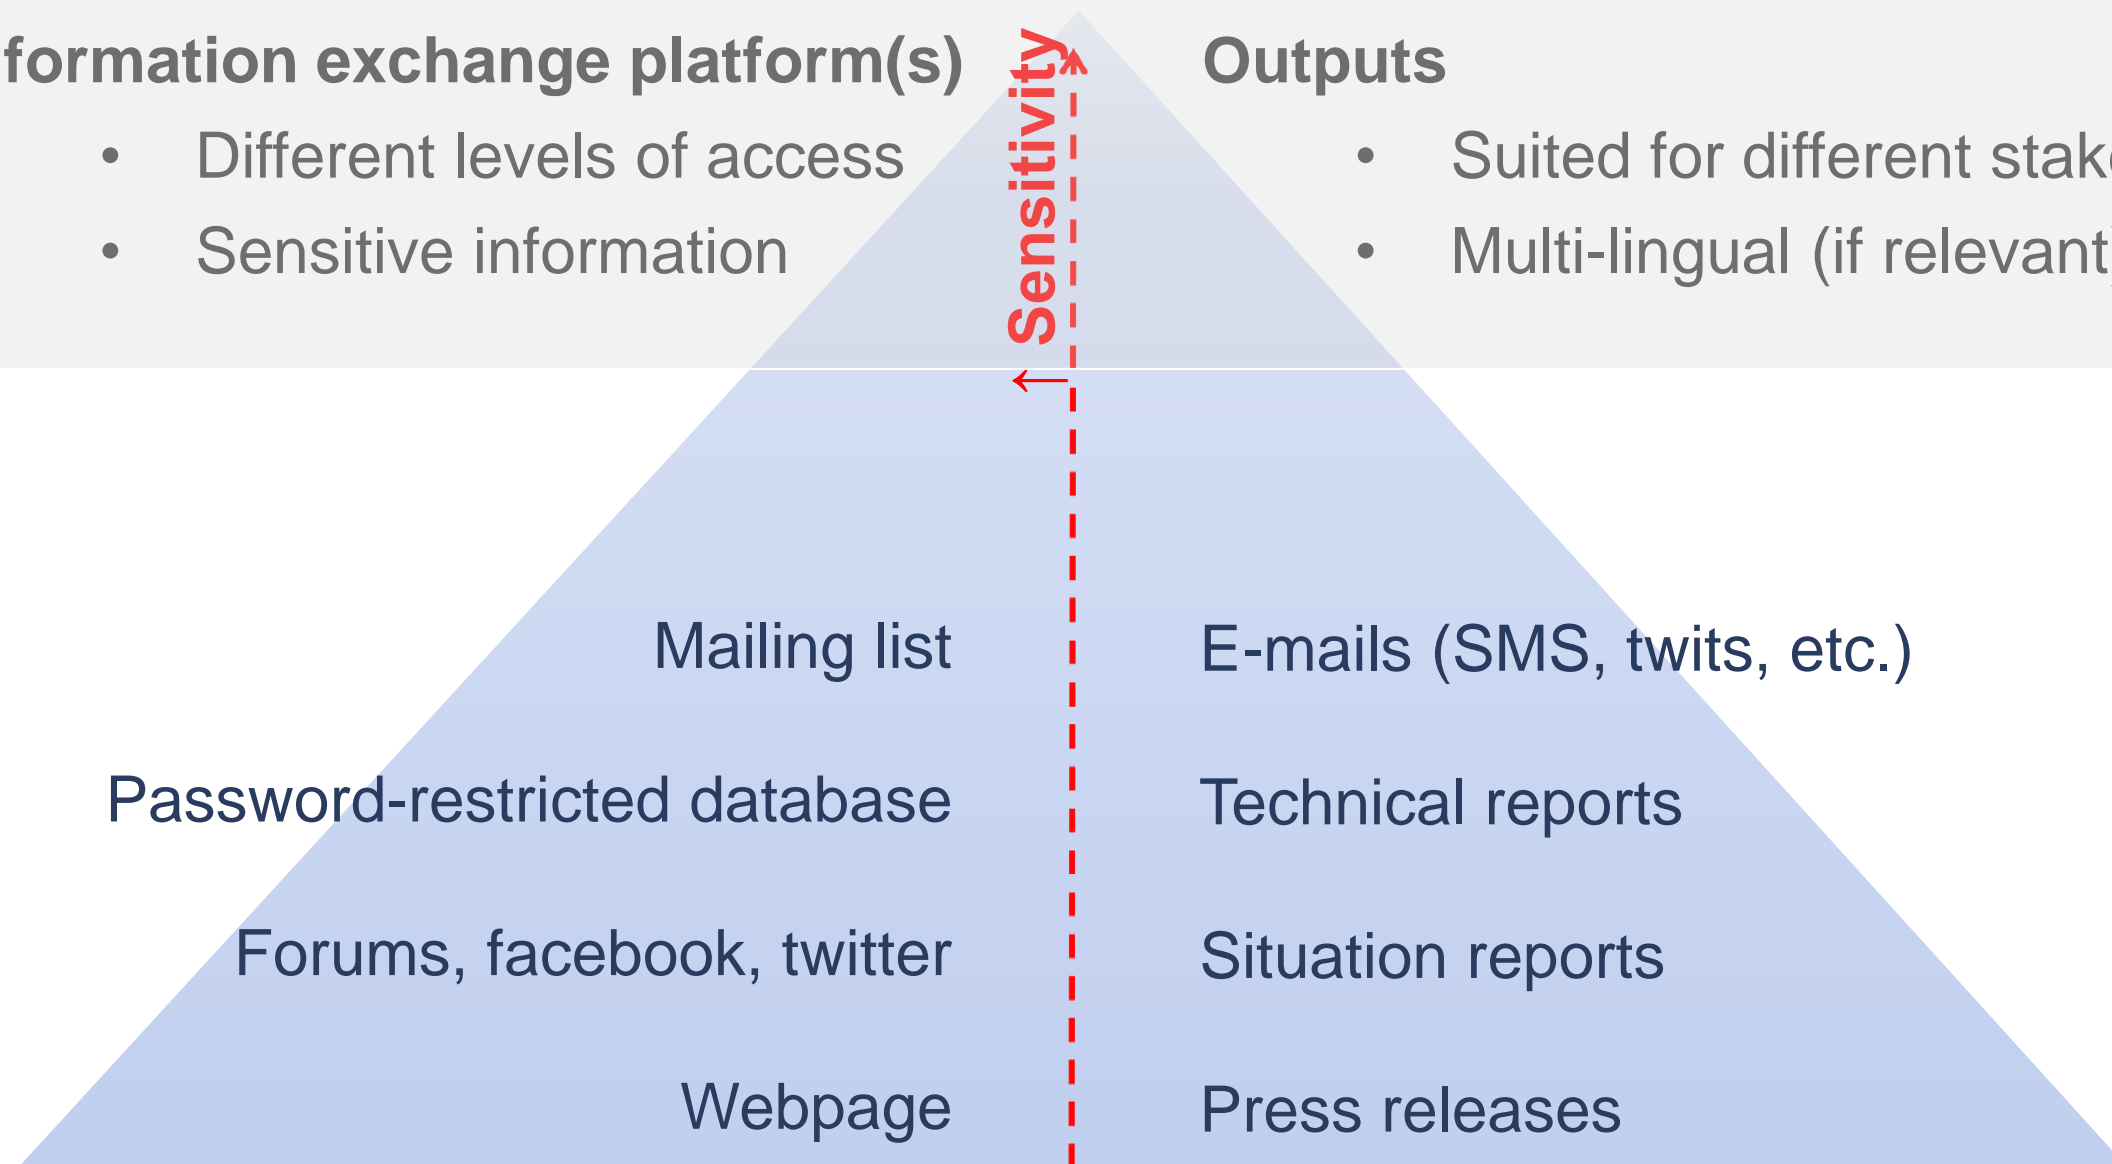 formation exchange platform(s)
• Different levels of access
• Sensitive information
↑ Sensitivity
Outputs
• Suited for different
• Multi-lingual (if relevant)
Mailing list
E-mails (SMS, twits, etc.)
Password-restricted database
Technical reports
Forums, facebook, twitter
Situation reports
Webpage
Press releases